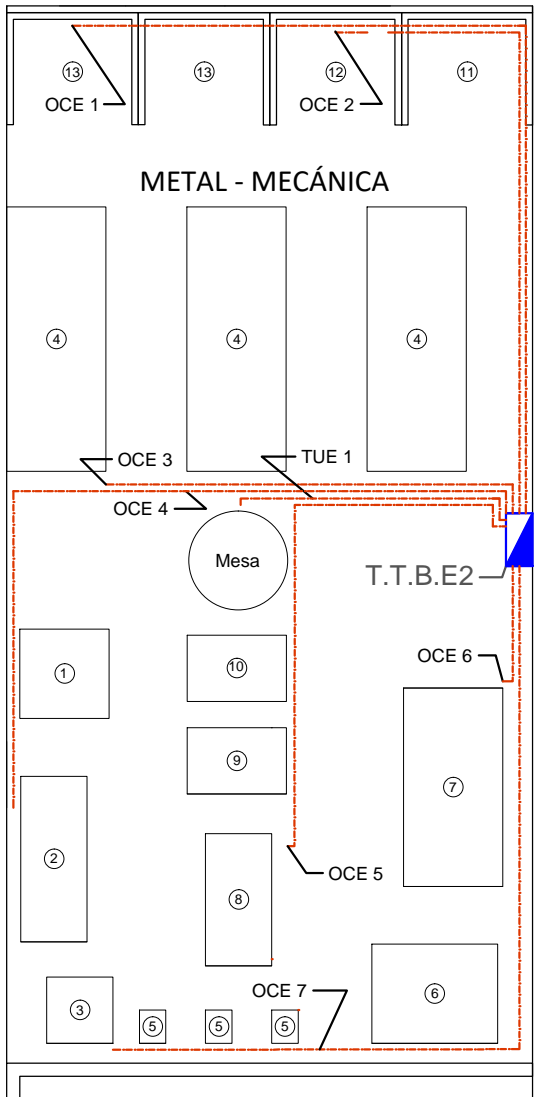 13
13
12
11
OCE 1
OCE 2
METAL - MECÁNICA
4
4
4
OCE 3
TUE 1
OCE 4
Mesa
T.T.B.E2
OCE 6
1
10
9
7
2
OCE 5
8
OCE 7
6
3
5
5
5